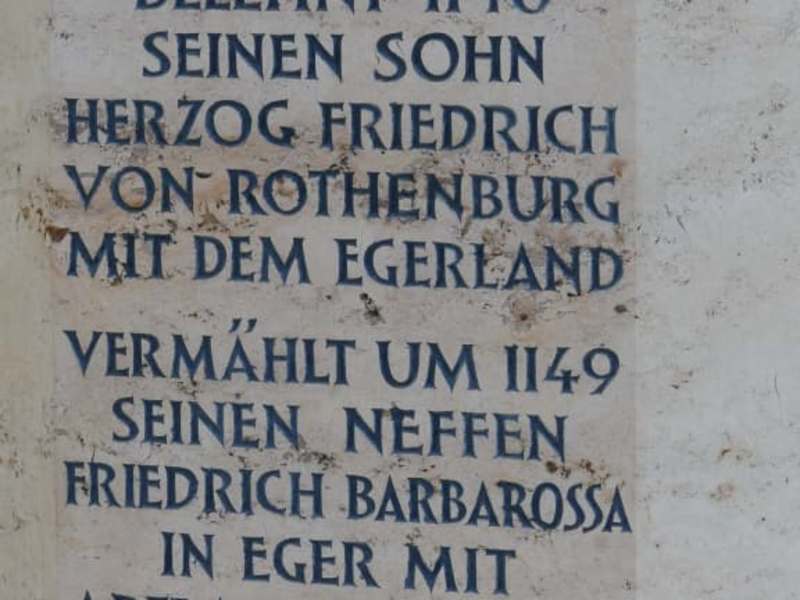 SEINEN SOHN
HERZOG FRIEDRICH
VON ROTHENBURG
MIT DEM EGERLAND
VERMÄHLT UM 1149
SEINEN NEFFEN
FRIEDRICH BARBAROSSA
IN EGER MIT